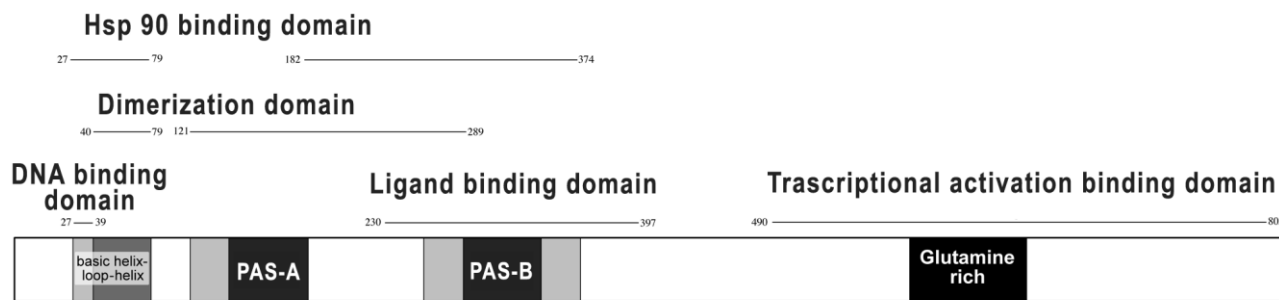 Hsp 90 binding domain
27 79 182 374
Dimerization domain
40 79 121 289
DNA binding
domain
Ligand binding domain
Trascriptional activation binding domain
27 39 230 397 490 80
basic helix-
loop-helix
PAS-A
PAS-B
Glutamine
rich